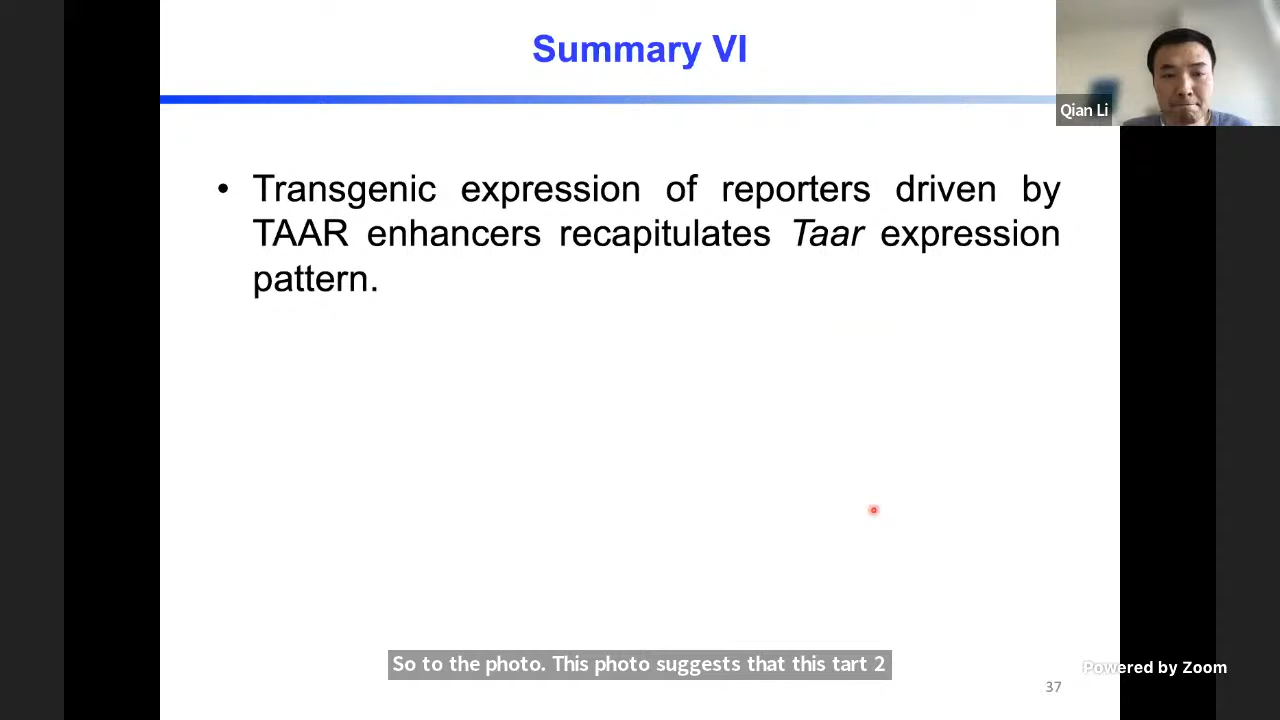 Summary VI
Qian Li
• Transgenic expression of reporters driven by
TAAR enhancers recapitulates Taar expression
pattern.
So to the photo. This photo suggests that this tart 2
Powered by Zoom
37